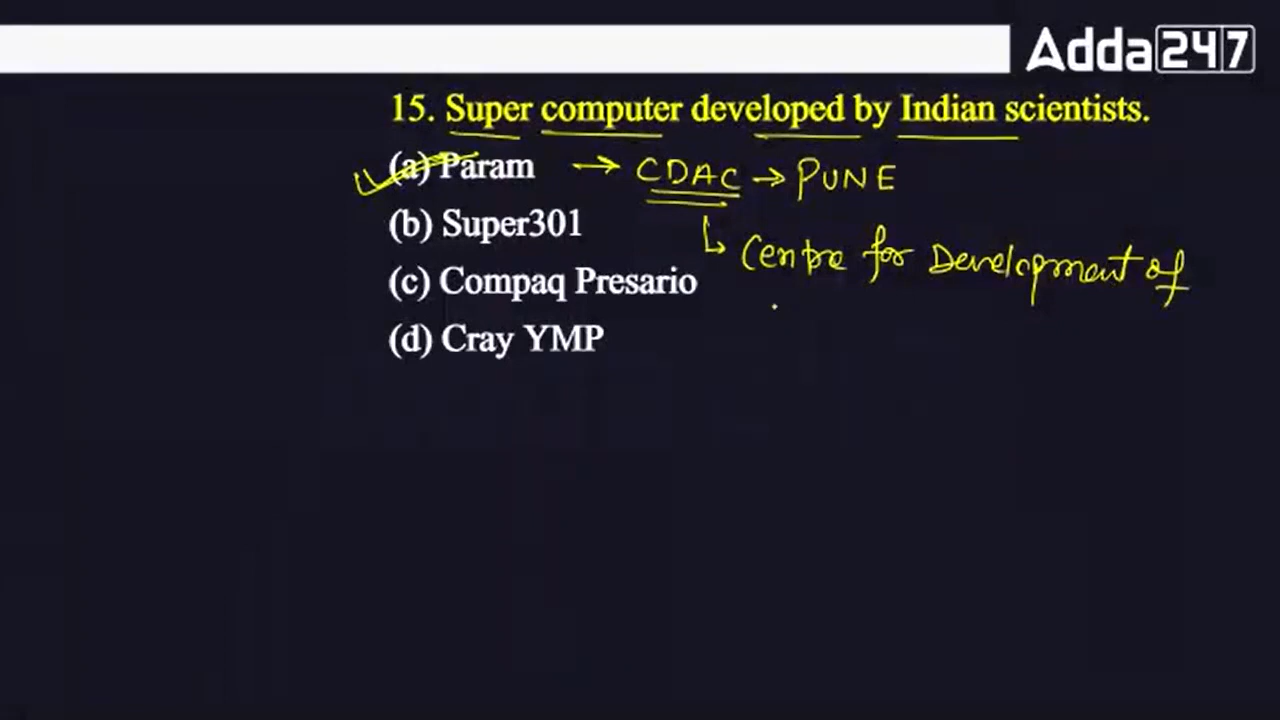 Adda247
15. Super computer developed by Indian scientists.
(a) Param → CDAC → PUNE
(b) Super301
↳ Centre for Development of
(c) Compaq Presario
(d) Cray YMP